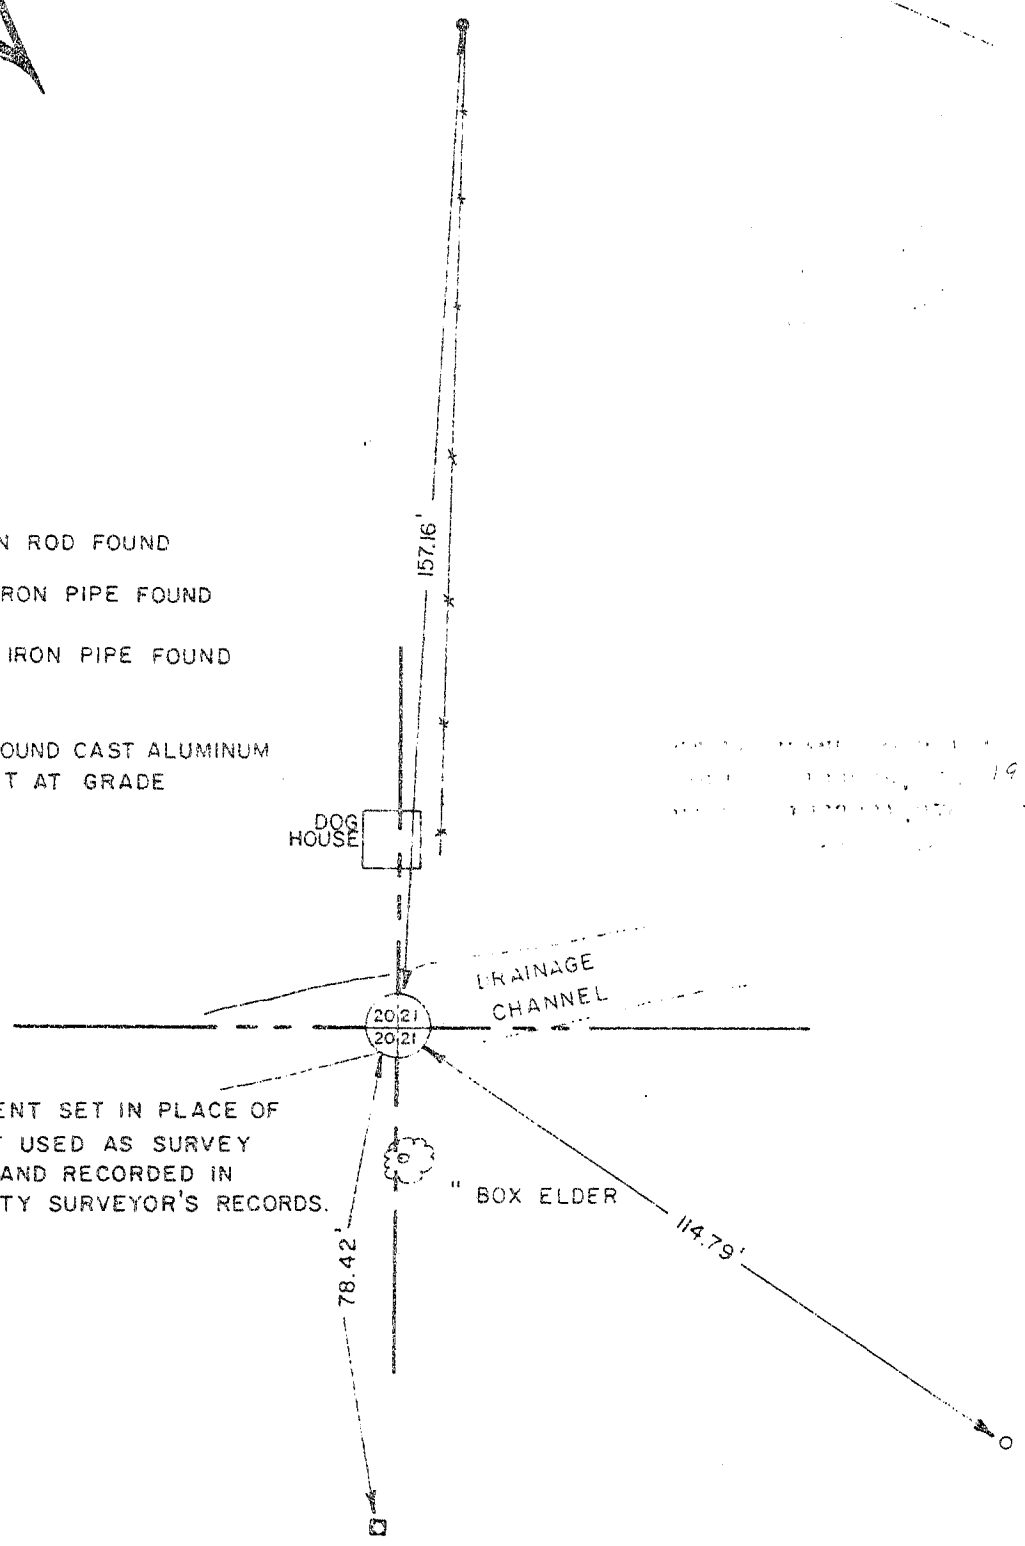 N ROD FOUND
RON PIPE FOUND
IRON PIPE FOUND
157.16'
OUND CAST ALUMINUM
T AT GRADE
19
DOG
HOUSE
DRAINAGE
CHANNEL
20 21
20 21
ENT SET IN PLACE OF
T USED AS SURVEY
AND RECORDED IN
TY SURVEYOR'S RECORDS.
" BOX ELDER
78.42'
114.79'